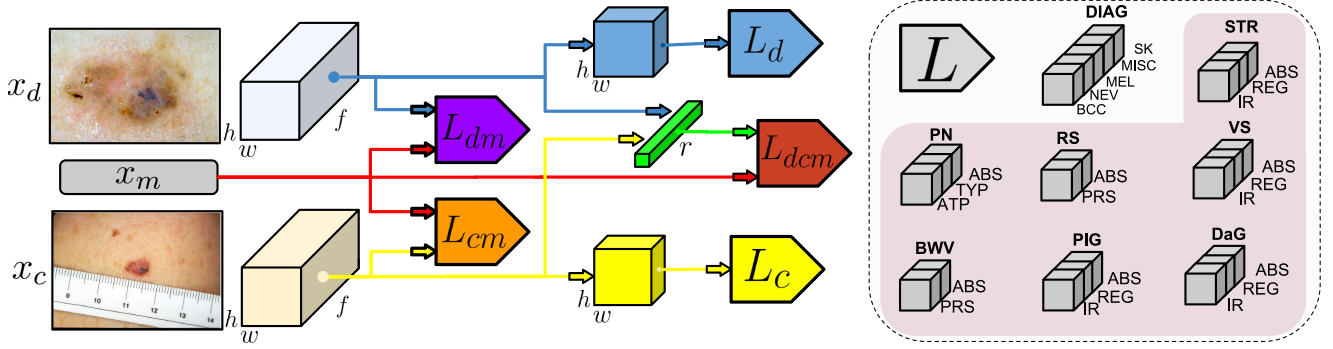 x_d
h
w
f
h
w
L_d
L_dm
r
L_dcm
x_m
L_cm
x_c
9 10 11 12 13 14
h
w
f
h
w
L_c
L
DIAG
SK
MISC
MEL
NEV
BCC
STR
ABS
REG
IR
PN
ABS
TYP
ATP
RS
ABS
PRS
VS
ABS
REG
IR
BWV
ABS
PRS
PIG
ABS
REG
IR
DaG
ABS
REG
IR